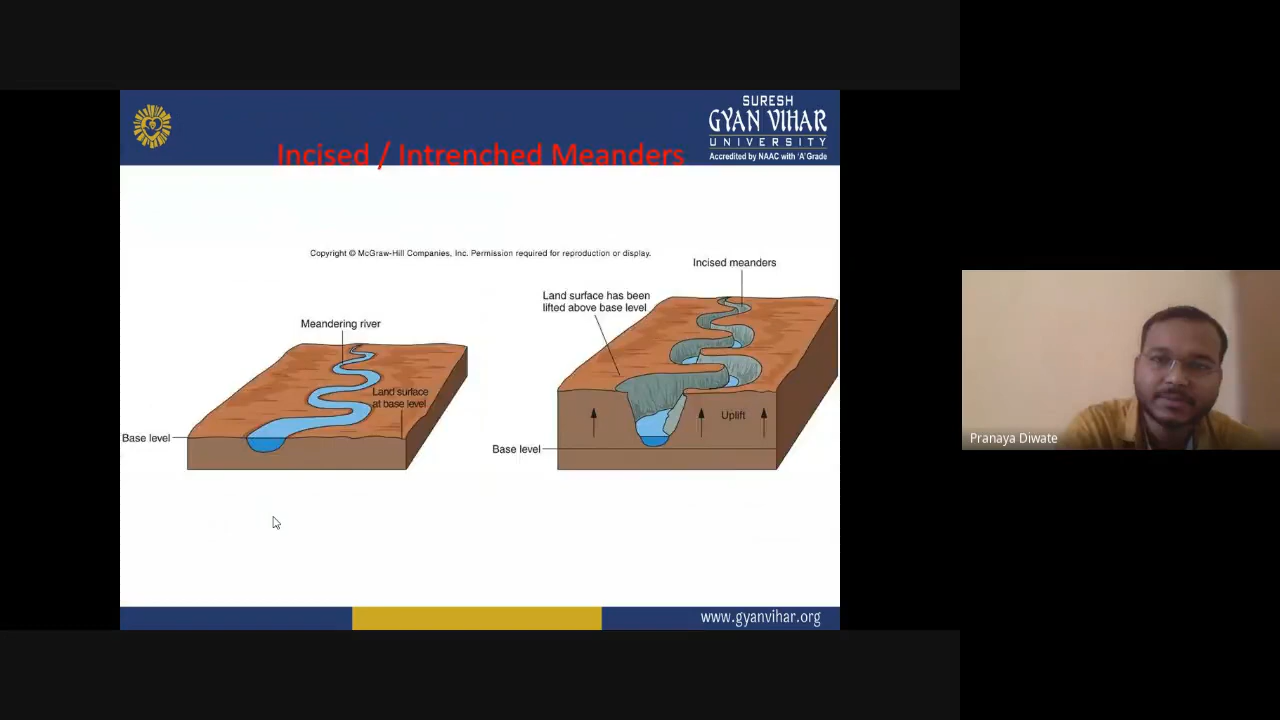 SURESH
GYAN VIHAR
UNIVERSITY
Accredited by NAAC with 'A' Grade
Incised / Intrenched Meanders
Copyright © McGraw-Hill Companies, Inc. Permission required for reproduction or display.
Meandering river
Land surface
at base level
Base level
Incised meanders
Land surface has been
lifted above base level
Uplift
Base level
Pranaya Diwate
www.gyanvihar.org